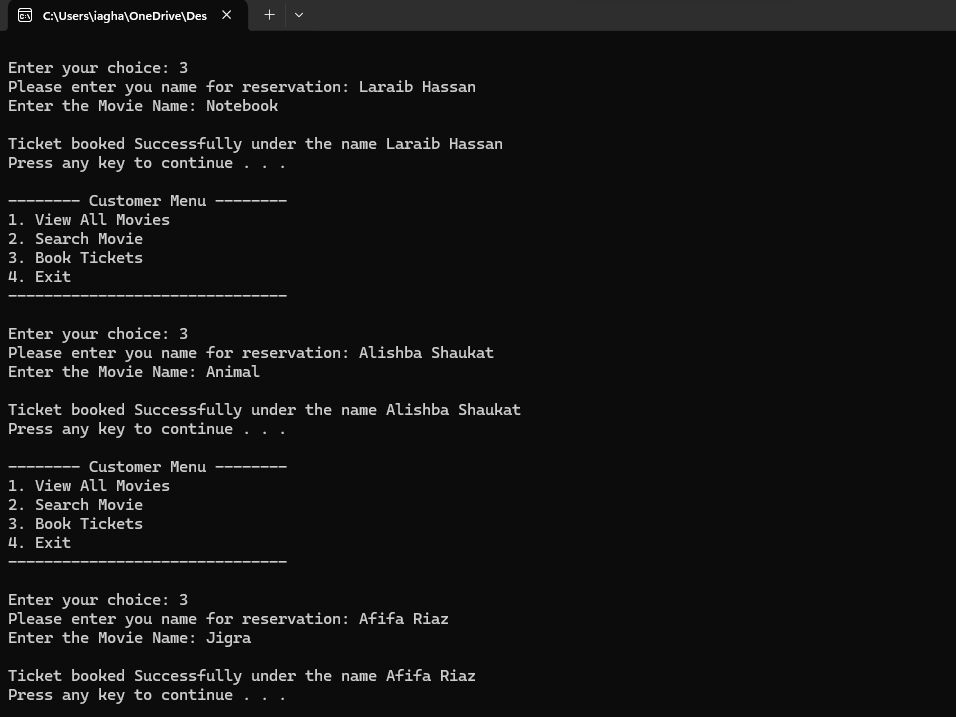 C:\Users\iagha\OneDrive\Des
Enter your choice: 3
Please enter you name for reservation: Laraib Hassan
Enter the Movie Name: Notebook
Ticket booked Successfully under the name Laraib Hassan
Press any key to continue . . .
-------- Customer Menu --------
1. View All Movies
2. Search Movie
3. Book Tickets
4. Exit
-------------------------------
Enter your choice: 3
Please enter you name for reservation: Alishba Shaukat
Enter the Movie Name: Animal
Ticket booked Successfully under the name Alishba Shaukat
Press any key to continue . . .
-------- Customer Menu --------
1. View All Movies
2. Search Movie
3. Book Tickets
4. Exit
-------------------------------
Enter your choice: 3
Please enter you name for reservation: Afifa Riaz
Enter the Movie Name: Jigra
Ticket booked Successfully under the name Afifa Riaz
Press any key to continue . . .